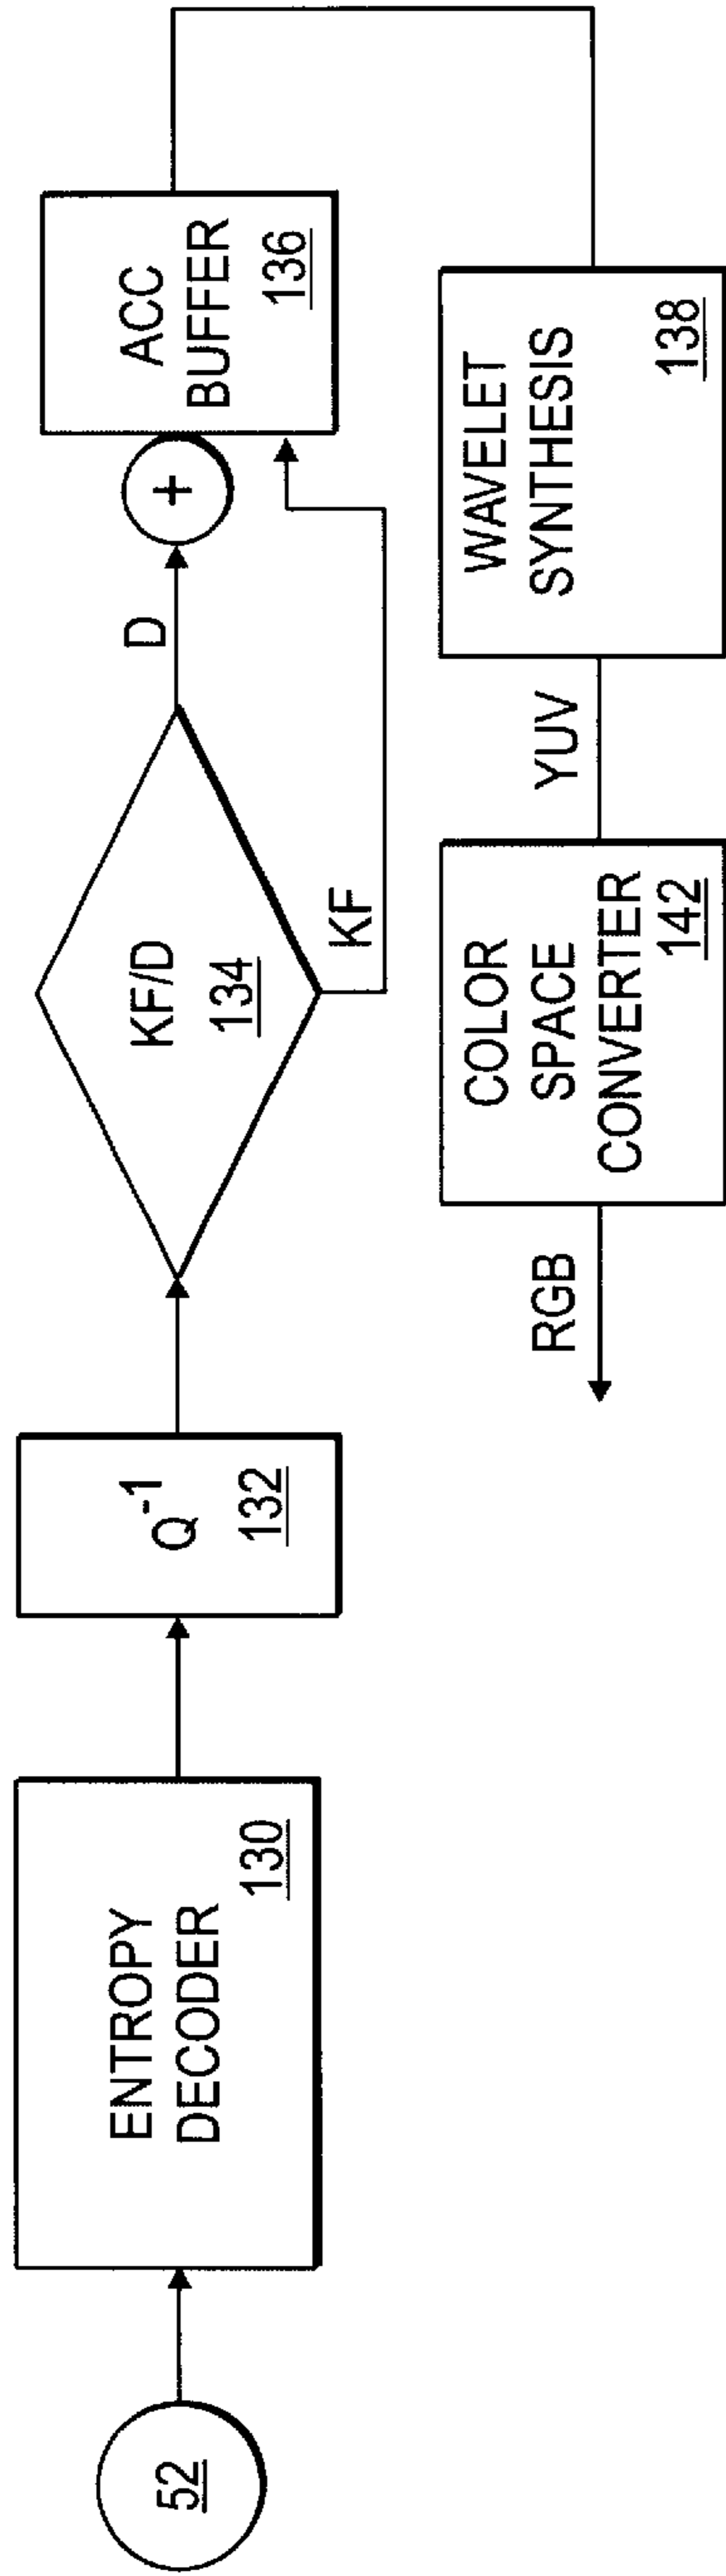 52
ENTROPY
DECODER
130
Q⁻¹
132
KF/D
134
D
KF
+
ACC
BUFFER
136
WAVELET
SYNTHESIS
138
YUV
COLOR
SPACE
CONVERTER
142
RGB